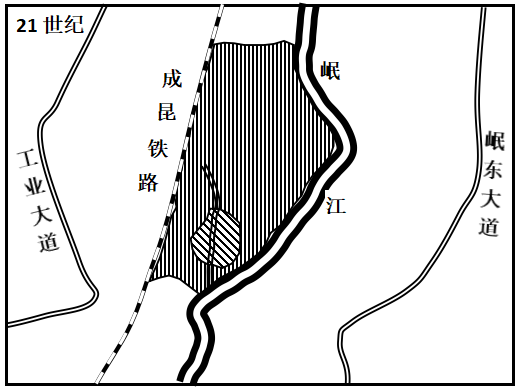 21 世纪
成昆铁路
岷江
工业大道
岷东大道